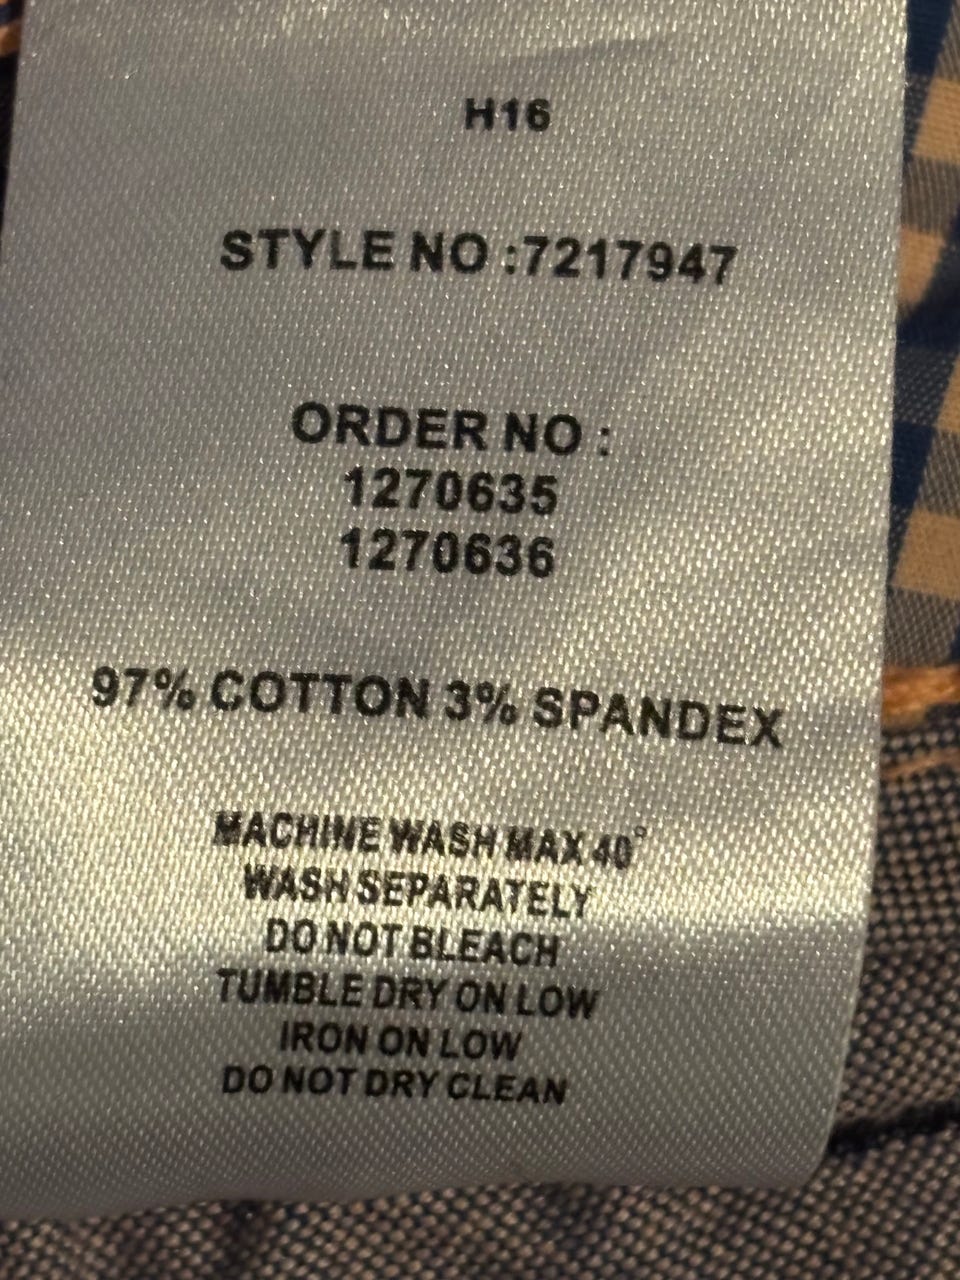 H16
STYLE NO :7217947
ORDER NO :
1270635
1270636
97% COTTON 3% SPANDEX
MACHINE WASH MAX 40°
WASH SEPARATELY
DO NOT BLEACH
TUMBLE DRY ON LOW
IRON ON LOW
DO NOT DRY CLEAN